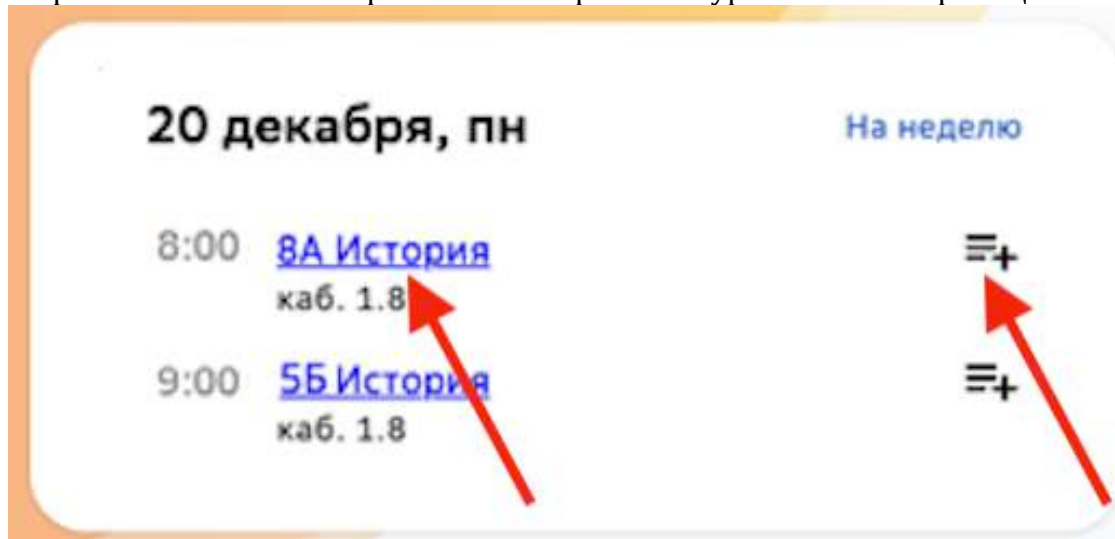 20 декабря, пн
На неделю
8:00 8А История
каб. 1.8
9:00 5Б История
каб. 1.8